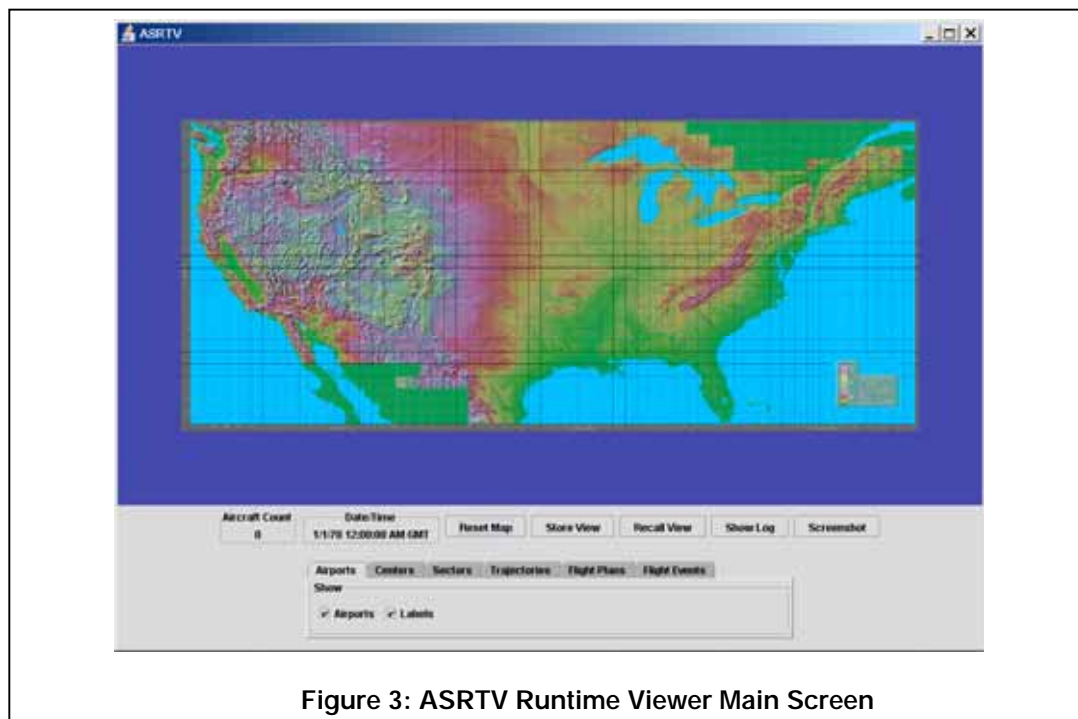 ASRTV
Aircraft Count
0
Date/Time
1/1/70 12:00:00 AM GMT
Reset Map
Store View
Recall View
Show Log
Screenshot
Airports Centers Sectors Trajectories Flight Plans Flight Events
Show
Airports Labels
Figure 3: ASRTV Runtime Viewer Main Screen